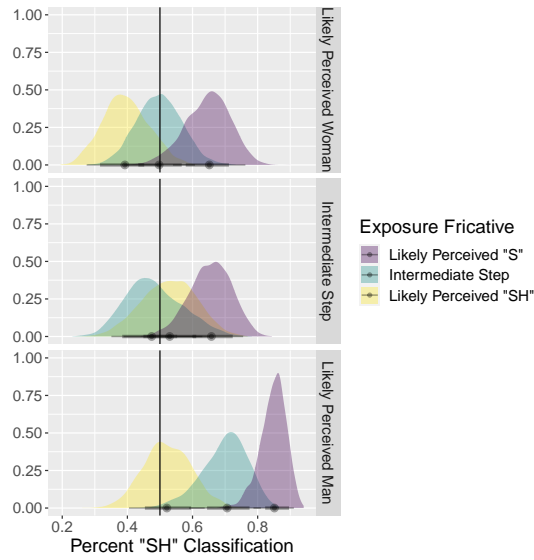 1.00
0.75
0.50
0.25
0.00
Likely Perceived Woman
1.00
0.75
0.50
0.25
0.00
Intermediate Step
1.00
0.75
0.50
0.25
0.00
Likely Perceived Man
0.2 0.4 0.6 0.8
Percent "SH" Classification
Exposure Fricative
Likely Perceived "S"
Intermediate Step
Likely Perceived "SH"